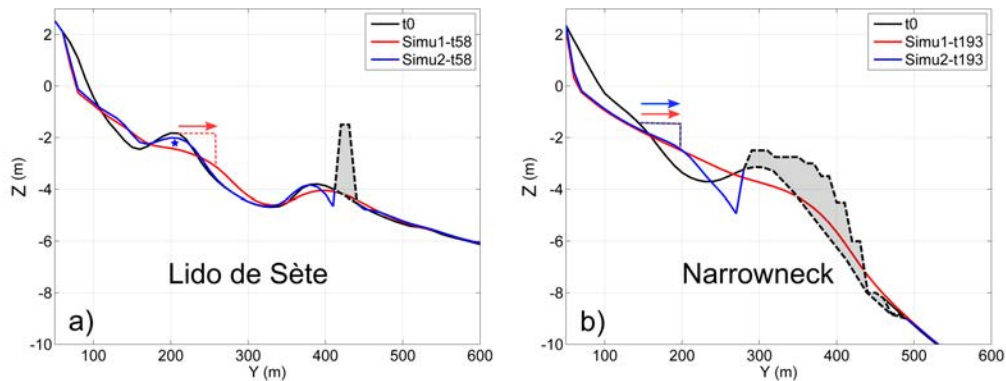 t0
Simu1-t58
Simu2-t58
Z (m)
2
0
-2
-4
-6
-8
-10
Lido de Sète
a)
100 200 300 400 500 600
Y (m)
t0
Simu1-t193
Simu2-t193
Z (m)
2
0
-2
-4
-6
-8
-10
Narrowneck
b)
100 200 300 400 500 600
Y (m)